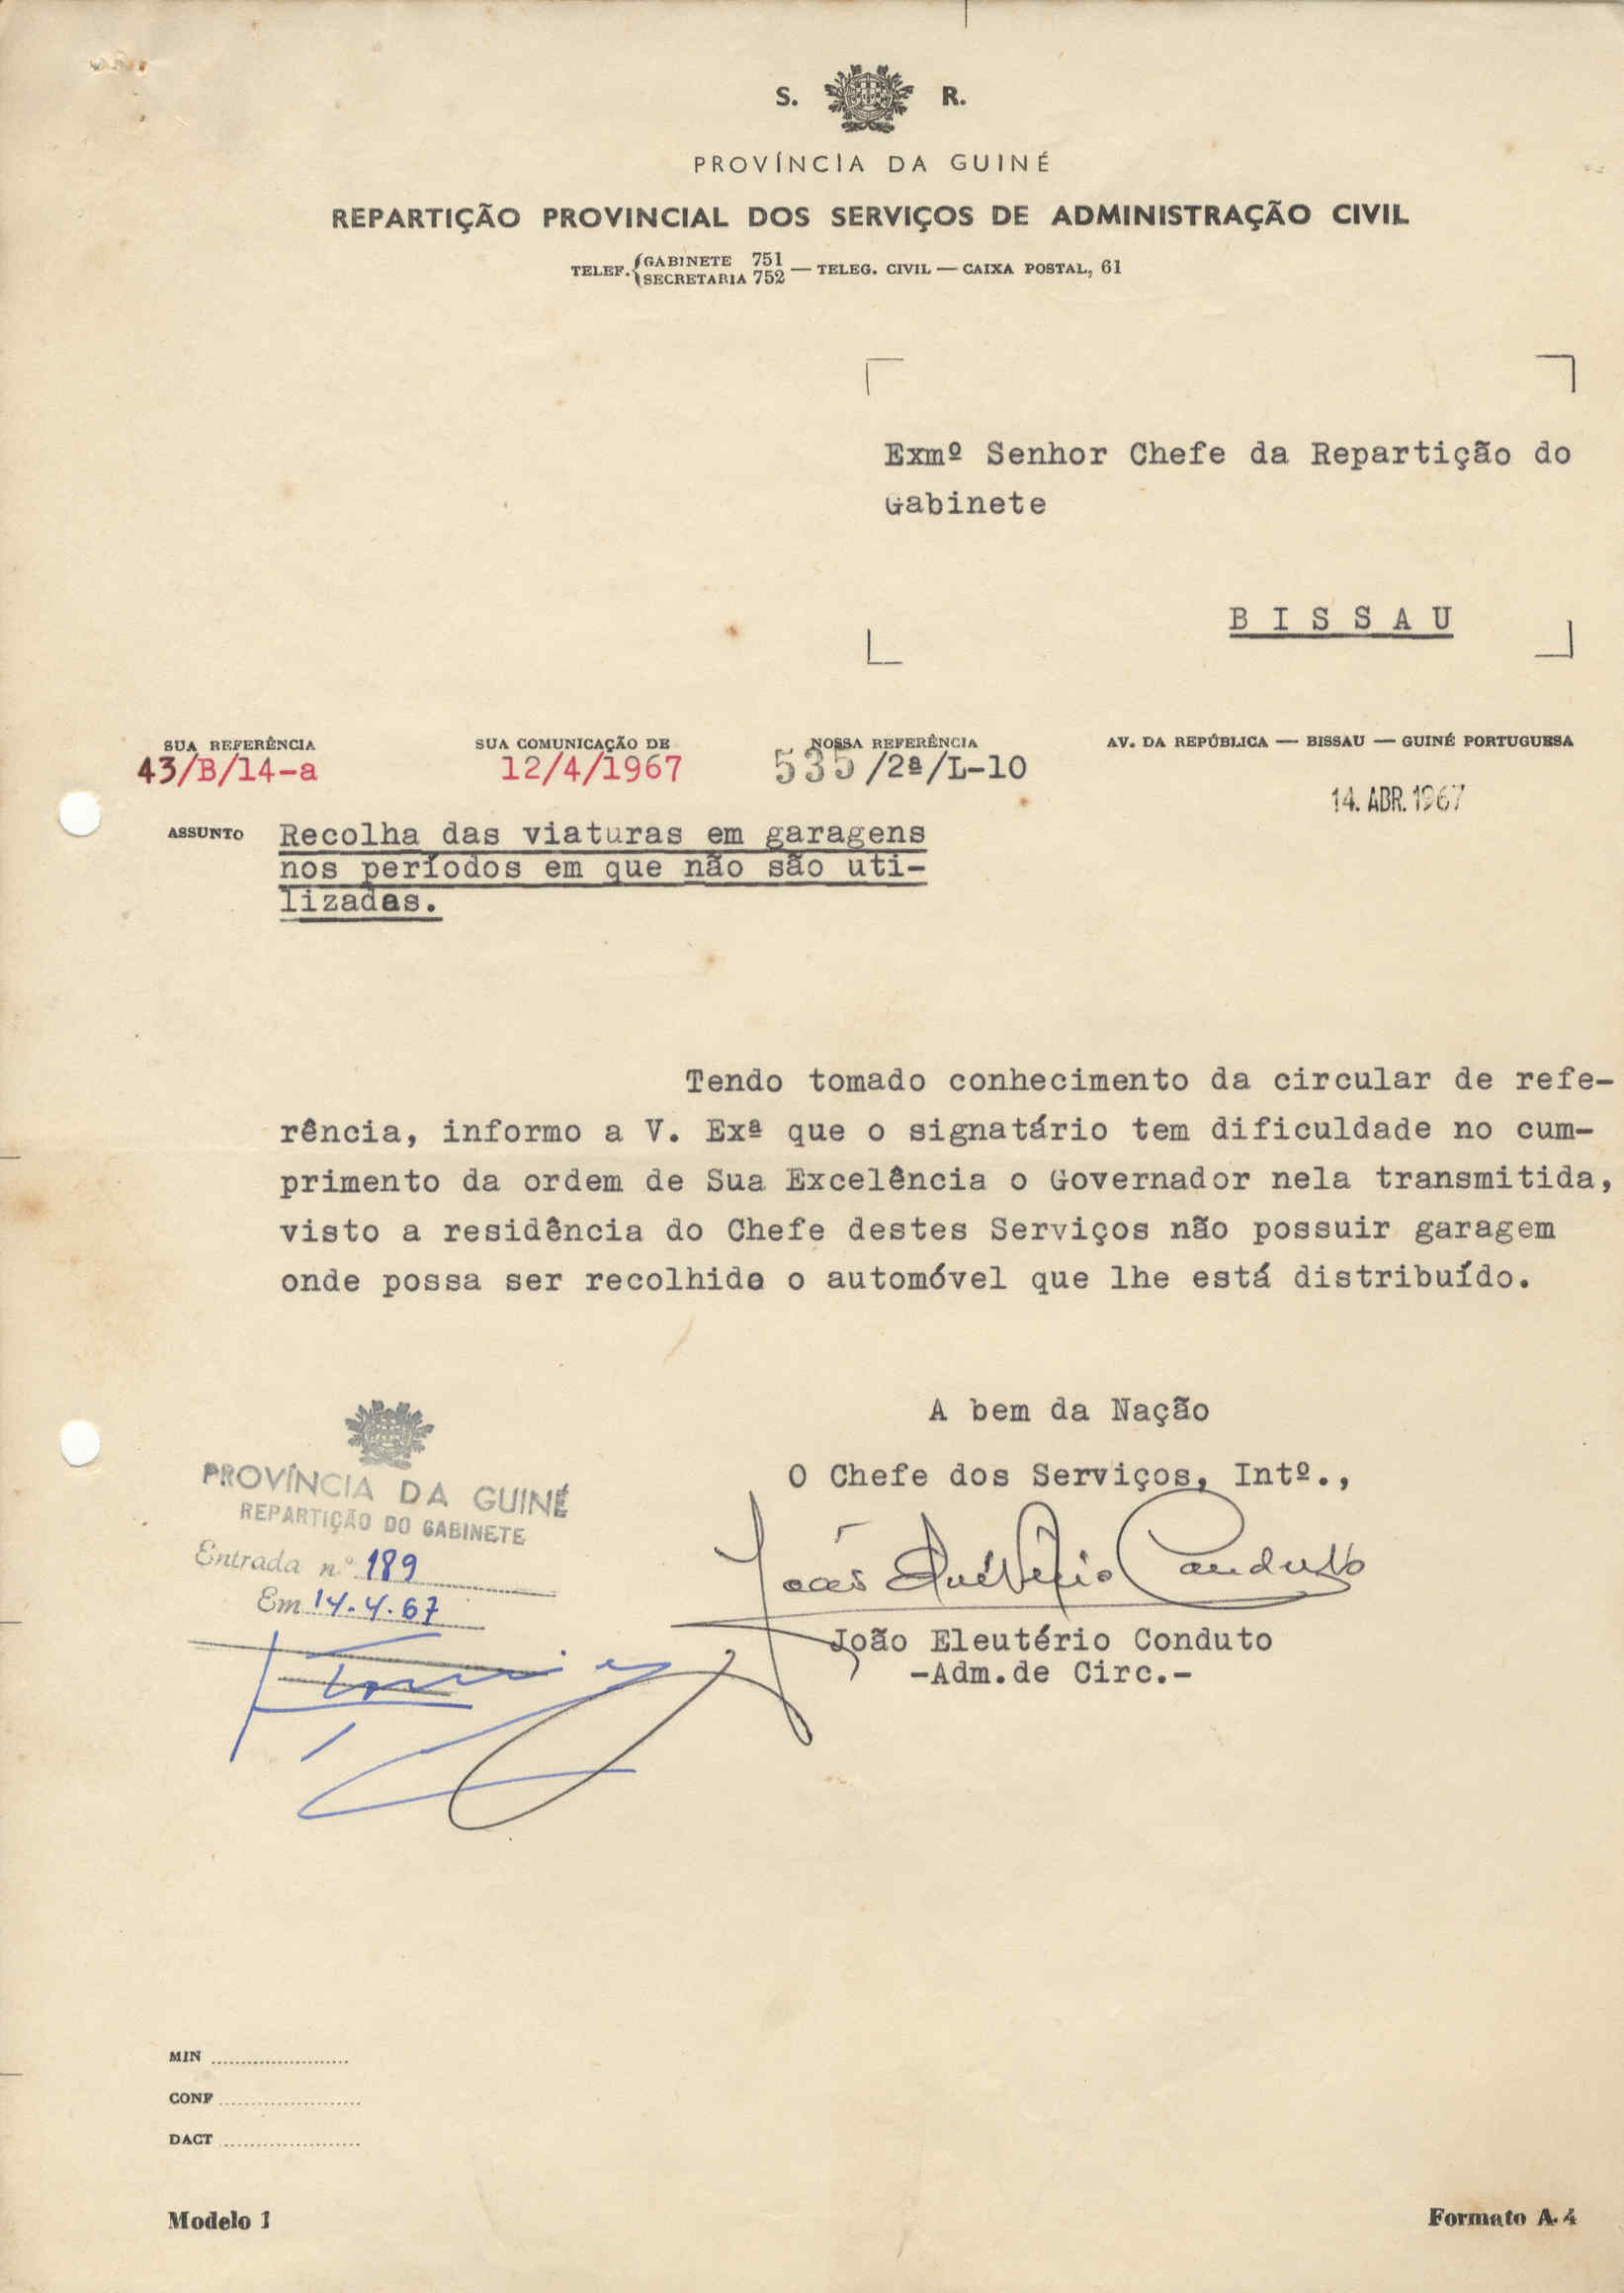 S. R.
PROVÍNCIA DA GUINÉ
REPARTIÇÃO PROVINCIAL DOS SERVIÇOS DE ADMINISTRAÇÃO CIVIL
TELEF. {GABINETE 751 SECRETARIA 752 — TELEG. CIVIL — CAIXA POSTAL, 61
Exmº Senhor Chefe da Repartição do
Gabinete
B I S S A U
SUA REFERÊNCIA SUA COMUNICAÇÃO DE NOSSA REFERÊNCIA AV. DA REPÚBLICA — BISSAU — GUINÉ PORTUGUESA
43/B/14-a 12/4/1967 535/2ª/L-10
14. ABR. 1967
ASSUNTO Recolha das viaturas em garagens
nos períodos em que não são uti-
lizadas.
Tendo tomado conhecimento da circular de refe-
rência, informo a V. Exª que o signatário tem dificuldade no cum-
primento da ordem de Sua Excelência o Governador nela transmitida,
visto a residência do Chefe destes Serviços não possuir garagem
onde possa ser recolhido o automóvel que lhe está distribuído.
A bem da Nação
O Chefe dos Serviços, Intº.,
João Eleutério Conduto
João Eleutério Conduto
-Adm.de Circ.-
PROVÍNCIA DA GUINÉ
REPARTIÇÃO DO GABINETE
Entrada n.º 189
Em 14.4.67
MIN
CONF
DACT
Modelo 1 Formato A. 4